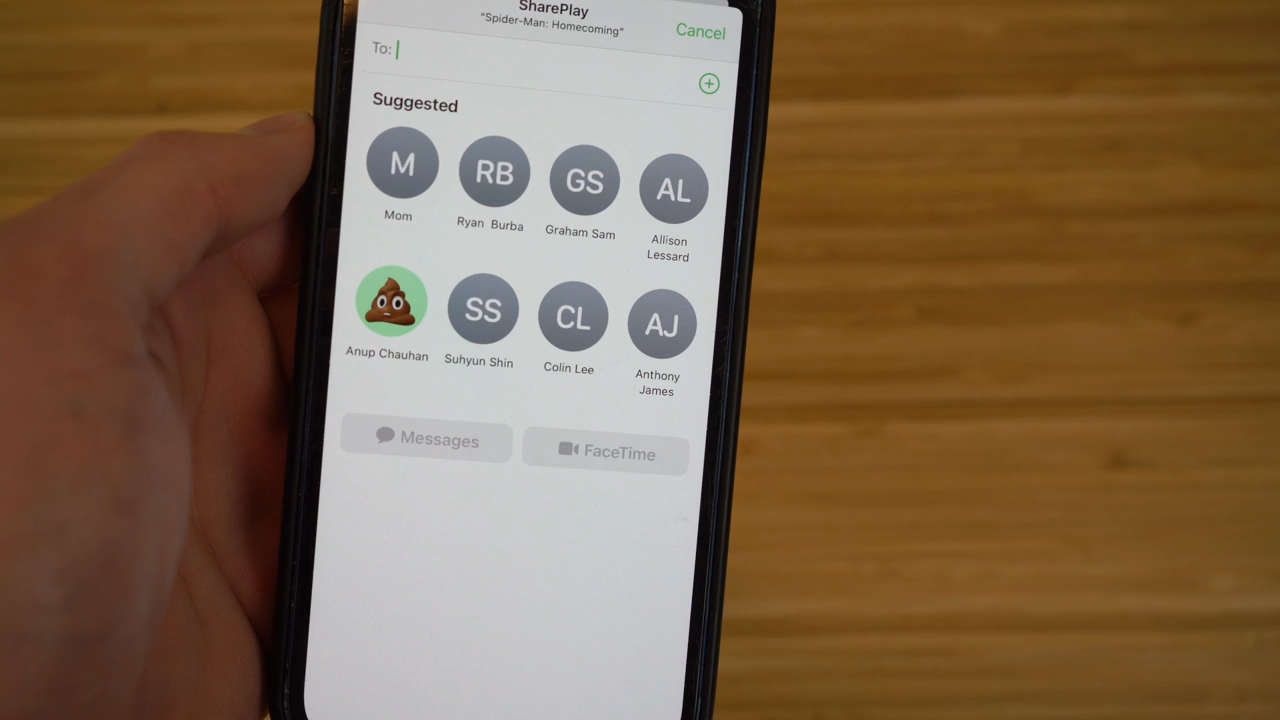 SharePlay
"Spider-Man: Homecoming"
Cancel
To:
Suggested
M
RB
GS
AL
Mom
Ryan Burba
Graham Sam
Allison
Lessard
SS
CL
AJ
Anup Chauhan
Suhyun Shin
Colin Lee
Anthony
James
Messages
FaceTime